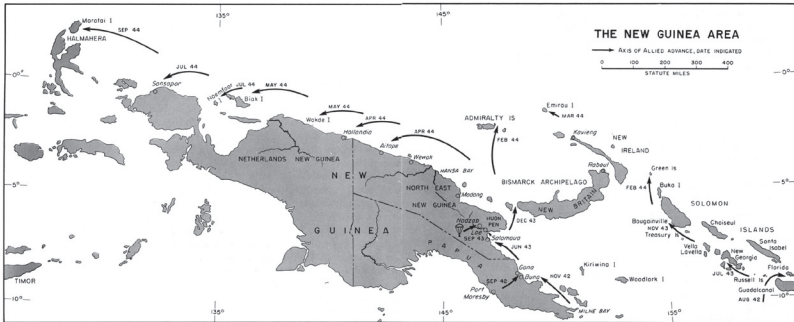 135°
145°
155°
Morotai I
HALMAHERA
SEP 44
THE NEW GUINEA AREA
AXIS OF ALLIED ADVANCE, DATE INDICATED
0 100 200 300 400
STATUTE MILES
JUL 44
Sansapor
0°
0°
Noemfoor
JUL 44
Biak I
MAY 44
MAY 44
Wakde I
APR 44
Hollandia
APR 44
Aitape
Wewak
ADMIRALTY IS
FEB 44
Emirau I
MAR 44
Kavieng
NEW
IRELAND
Rabaul
Green Is
FEB 44
Buka I
NETHERLANDS NEW GUINEA
NEW
HANSA BAY
NORTH EAST
NEW GUINEA
Madang
BISMARCK ARCHIPELAGO
NEW BRITAIN
DEC 43
5°
5°
SOLOMON
ISLANDS
Bougainville
NOV 43
Treasury Is
Choiseul
Santa
Isabel
Vella
Lavella
New
Georgia
JUL 43
Florida
Russell Is
Guadalcanal
AUG 42
GUINEA
Nadzab
HUON
PEN
SEP 43
Lae
Salamaua
JUN 43
PAPUA
Gona
Buna
SEP 42
NOV 42
Kiriwina I
Woodlark I
Port
Moresby
MILNE BAY
TIMOR
10°
10°
135°
145°
155°